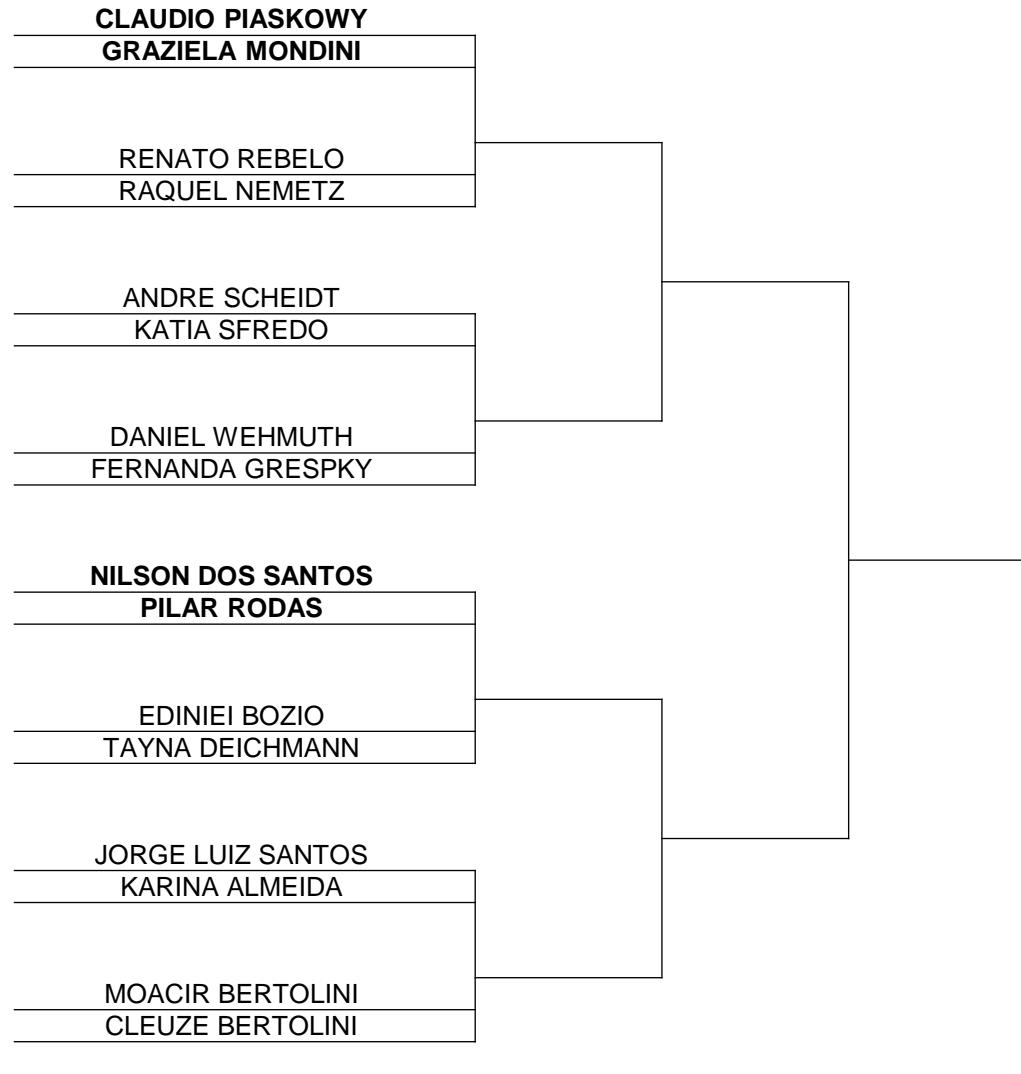 CLAUDIO PIASKOWY
GRAZIELA MONDINI
RENATO REBELO
RAQUEL NEMETZ
ANDRE SCHEIDT
KATIA SFREDO
DANIEL WEHMUTH
FERNANDA GRESPKY
NILSON DOS SANTOS
PILAR RODAS
EDINIEI BOZIO
TAYNA DEICHMANN
JORGE LUIZ SANTOS
KARINA ALMEIDA
MOACIR BERTOLINI
CLEUZE BERTOLINI